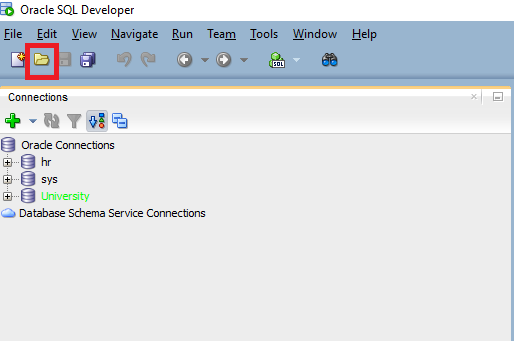 Oracle SQL Developer
File Edit View Navigate Run Team Tools Window Help
SQL
Connections
Oracle Connections
hr
sys
University
Database Schema Service Connections